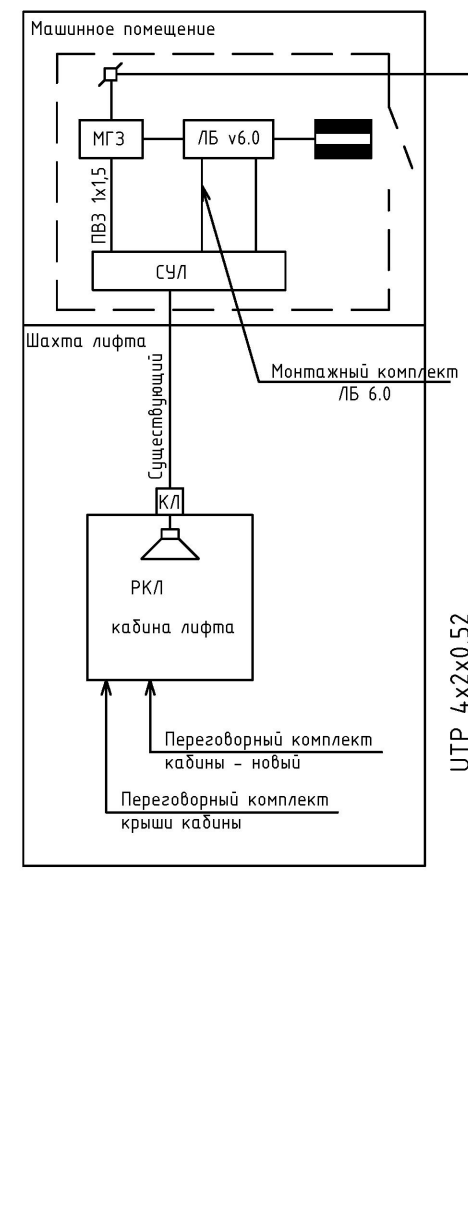 Машинное помещение
МГЗ
ЛБ v6.0
ПВЗ 1х1,5
СУЛ
Шахта лифта
Монтажный комплект
ЛБ 6.0
Существующий
КЛ
РКЛ
кабина лифта
UTP 4x2x0.52
Переговорный комплект
кабины - новый
Переговорный комплект
крыши кабины